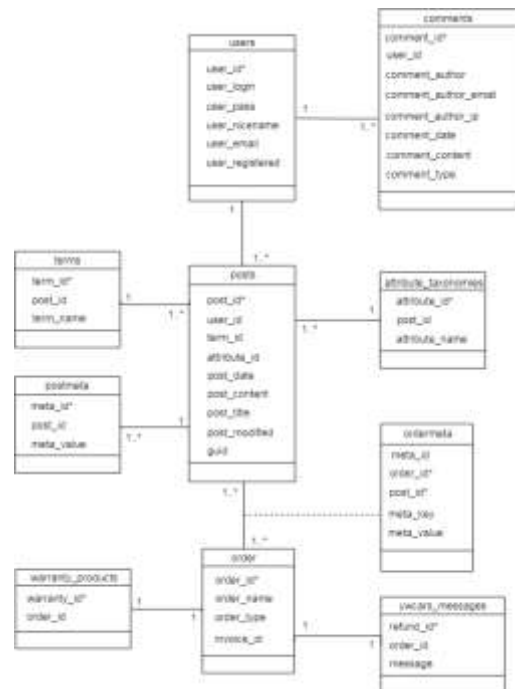 users
user_id*
user_login
user_pass
user_nicename
user_email
user_registered
comments
comment_id*
user_id
comment_author
comment_author_email
comment_author_ip
comment_date
comment_content
comment_type
1
1..*
1
1..*
terms
term_id*
post_id
term_name
1
1..*
posts
post_id*
user_id
term_id
attribute_id
post_date
post_content
post_title
post_modified
guid
1
1..*
attribute_taxonomies
attribute_id*
post_id
attribute_name
postmeta
meta_id*
post_id
meta_value
1
1..*
ordermeta
meta_id
order_id*
post_id*
meta_key
meta_value
1..*
1..*
warranty_products
warranty_id*
order_id
1
1
order
order_id*
order_name
order_type
invoice_id
1
1
ywcars_messages
refund_id*
order_id
message